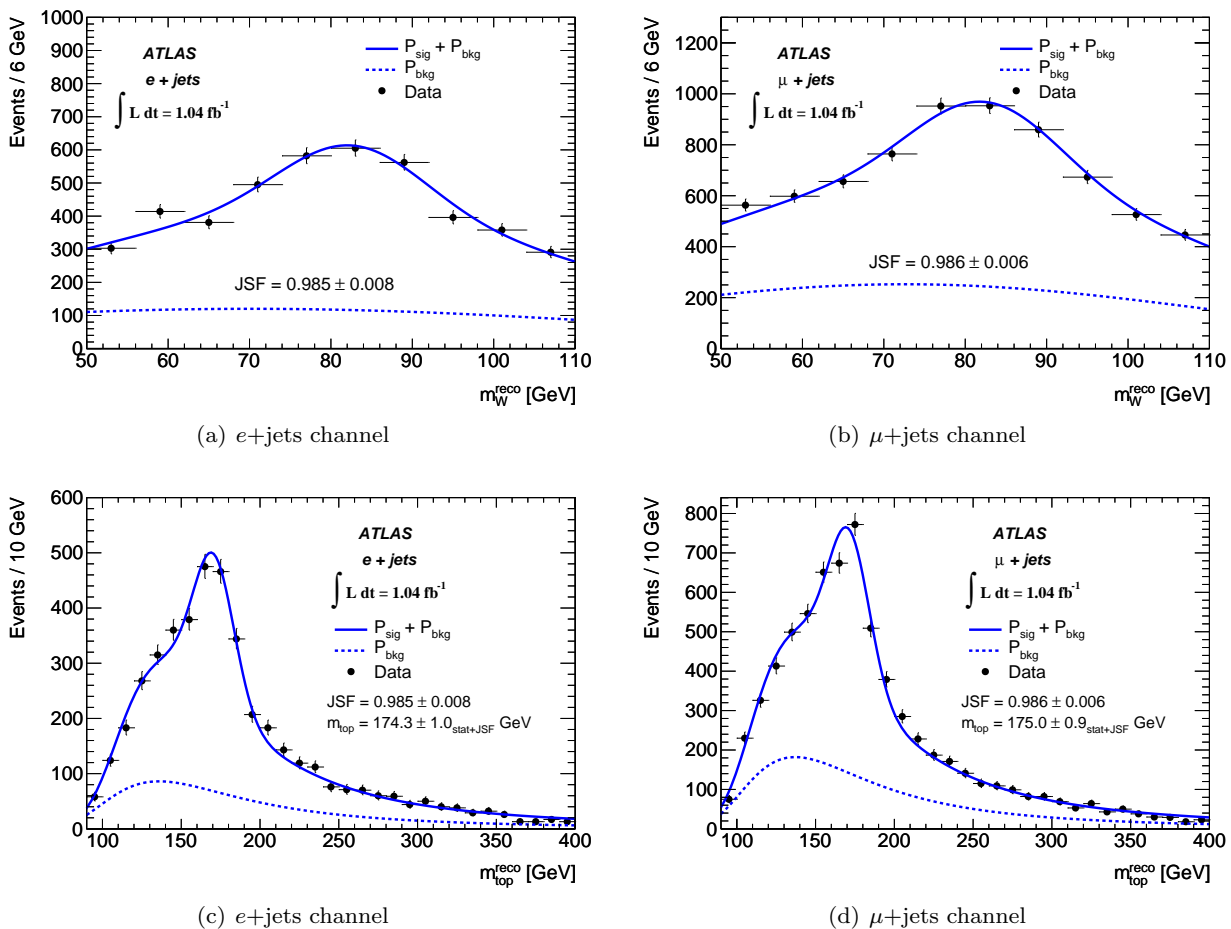 Events / 6 GeV
1000
900
800
700
600
500
400
300
200
100
0
ATLAS
e + jets
∫ L dt = 1.04 fb⁻¹
P_sig + P_bkg
P_bkg
Data
JSF = 0.985 ± 0.008
50 60 70 80 90 100 110
m_W^reco [GeV]
(a) e+jets channel
Events / 6 GeV
1200
1000
800
600
400
200
0
ATLAS
μ + jets
∫ L dt = 1.04 fb⁻¹
P_sig + P_bkg
P_bkg
Data
JSF = 0.986 ± 0.006
50 60 70 80 90 100 110
m_W^reco [GeV]
(b) μ+jets channel
Events / 10 GeV
600
500
400
300
200
100
0
ATLAS
e + jets
∫ L dt = 1.04 fb⁻¹
P_sig + P_bkg
P_bkg
Data
JSF = 0.985 ± 0.008
m_top = 174.3 ± 1.0_stat+JSF GeV
100 150 200 250 300 350 400
m_top^reco [GeV]
(c) e+jets channel
Events / 10 GeV
800
700
600
500
400
300
200
100
0
ATLAS
μ + jets
∫ L dt = 1.04 fb⁻¹
P_sig + P_bkg
P_bkg
Data
JSF = 0.986 ± 0.006
m_top = 175.0 ± 0.9_stat+JSF GeV
100 150 200 250 300 350 400
m_top^reco [GeV]
(d) μ+jets channel